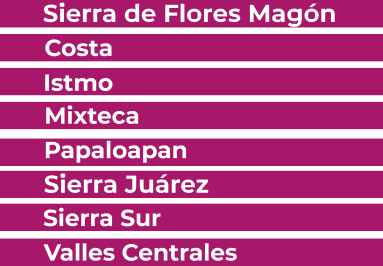 Sierra de Flores Magón
Costa
Istmo
Mixteca
Papaloapan
Sierra Juárez
Sierra Sur
Valles Centrales